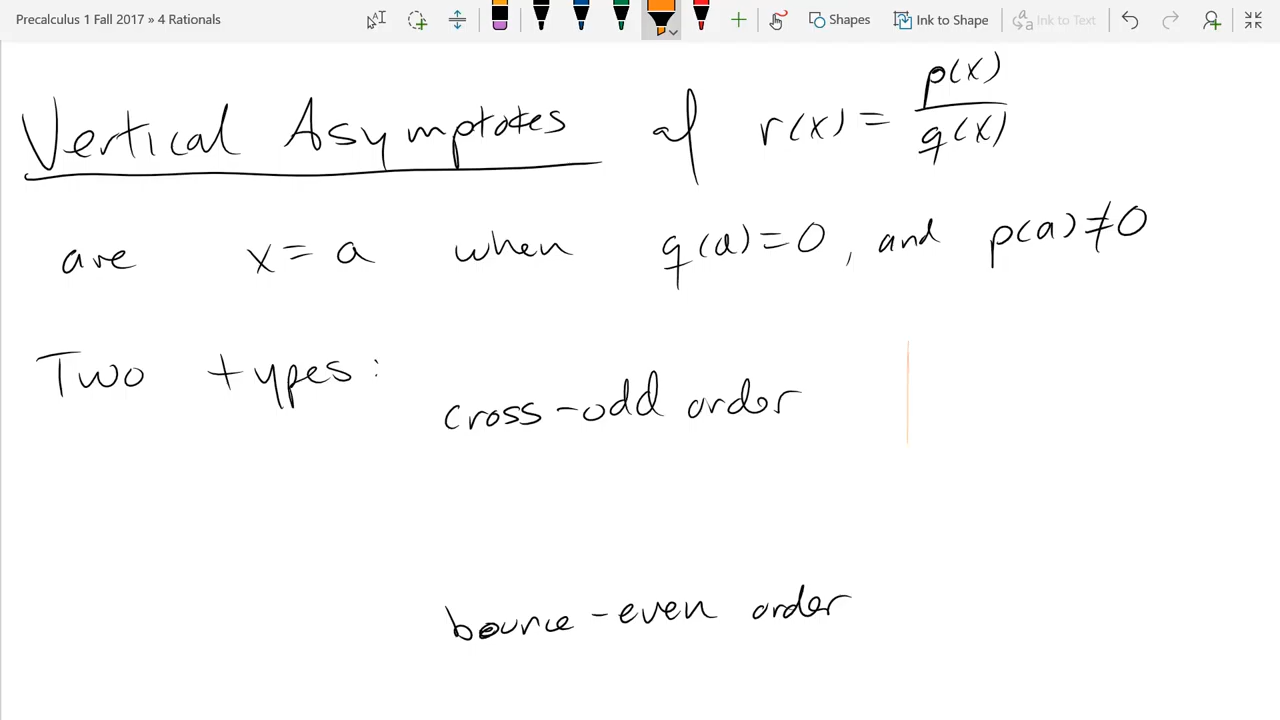 Precalculus 1 Fall 2017 » 4 Rationals
Shapes
Ink to Shape
Ink to Text
Vertical Asymptotes of r(x) = p(x)/q(x)
are x = a when q(a)=0, and p(a)≠0
Two types:
cross-odd order
bounce-even order